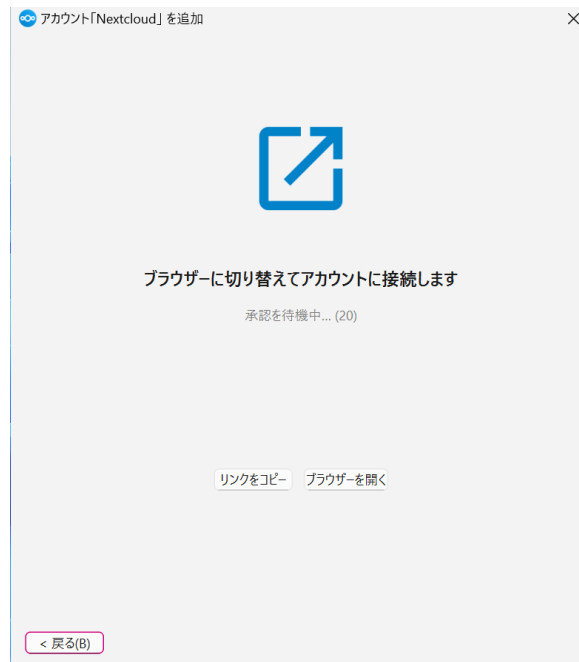 アカウント「Nextcloud」を追加
ブラウザーに切り替えてアカウントに接続します
承認を待機中... (20)
リンクをコピー
ブラウザーを開く
< 戻る(B)